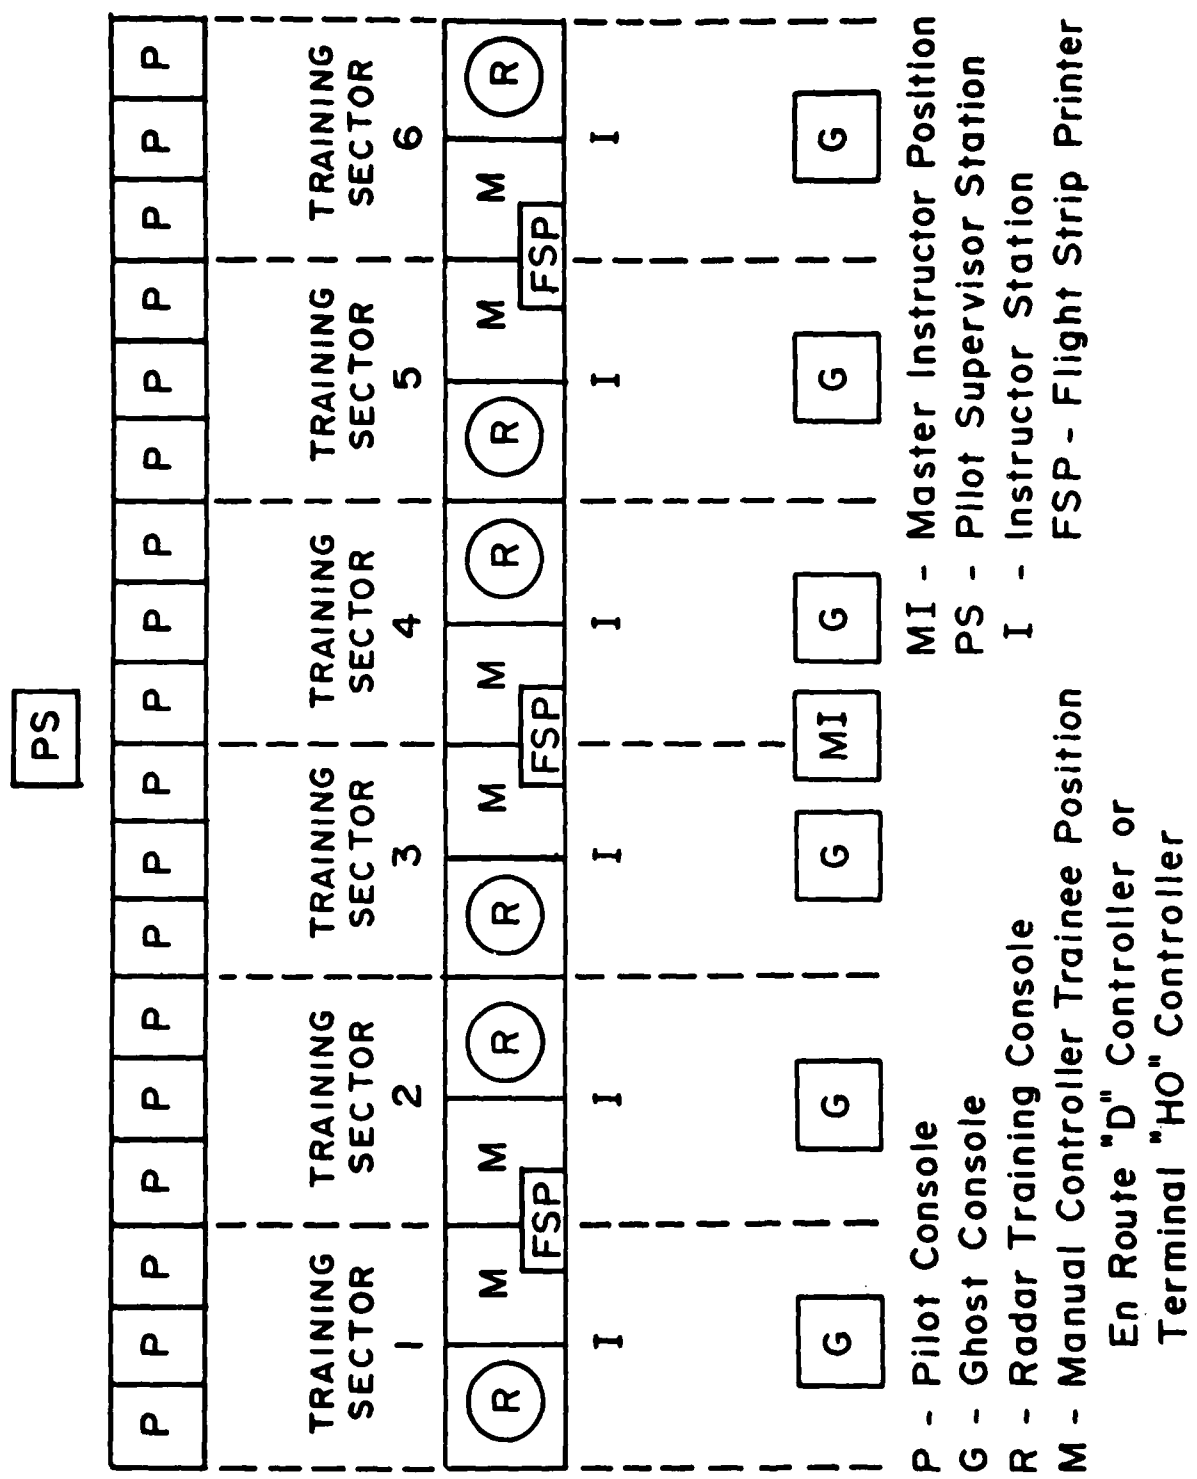 PS
P P P P P P P P P P P P P P P P P P
TRAINING SECTOR 1
TRAINING SECTOR 2
TRAINING SECTOR 3
TRAINING SECTOR 4
TRAINING SECTOR 5
TRAINING SECTOR 6
R M M R R M M R R M M R
FSP FSP FSP
I I I I I I
G G G MI G G G
P - Pilot Console
G - Ghost Console
R - Radar Training Console
M - Manual Controller Trainee Position
En Route "D" Controller or
Terminal "HO" Controller
MI - Master Instructor Position
PS - Pilot Supervisor Station
I - Instructor Station
FSP - Flight Strip Printer